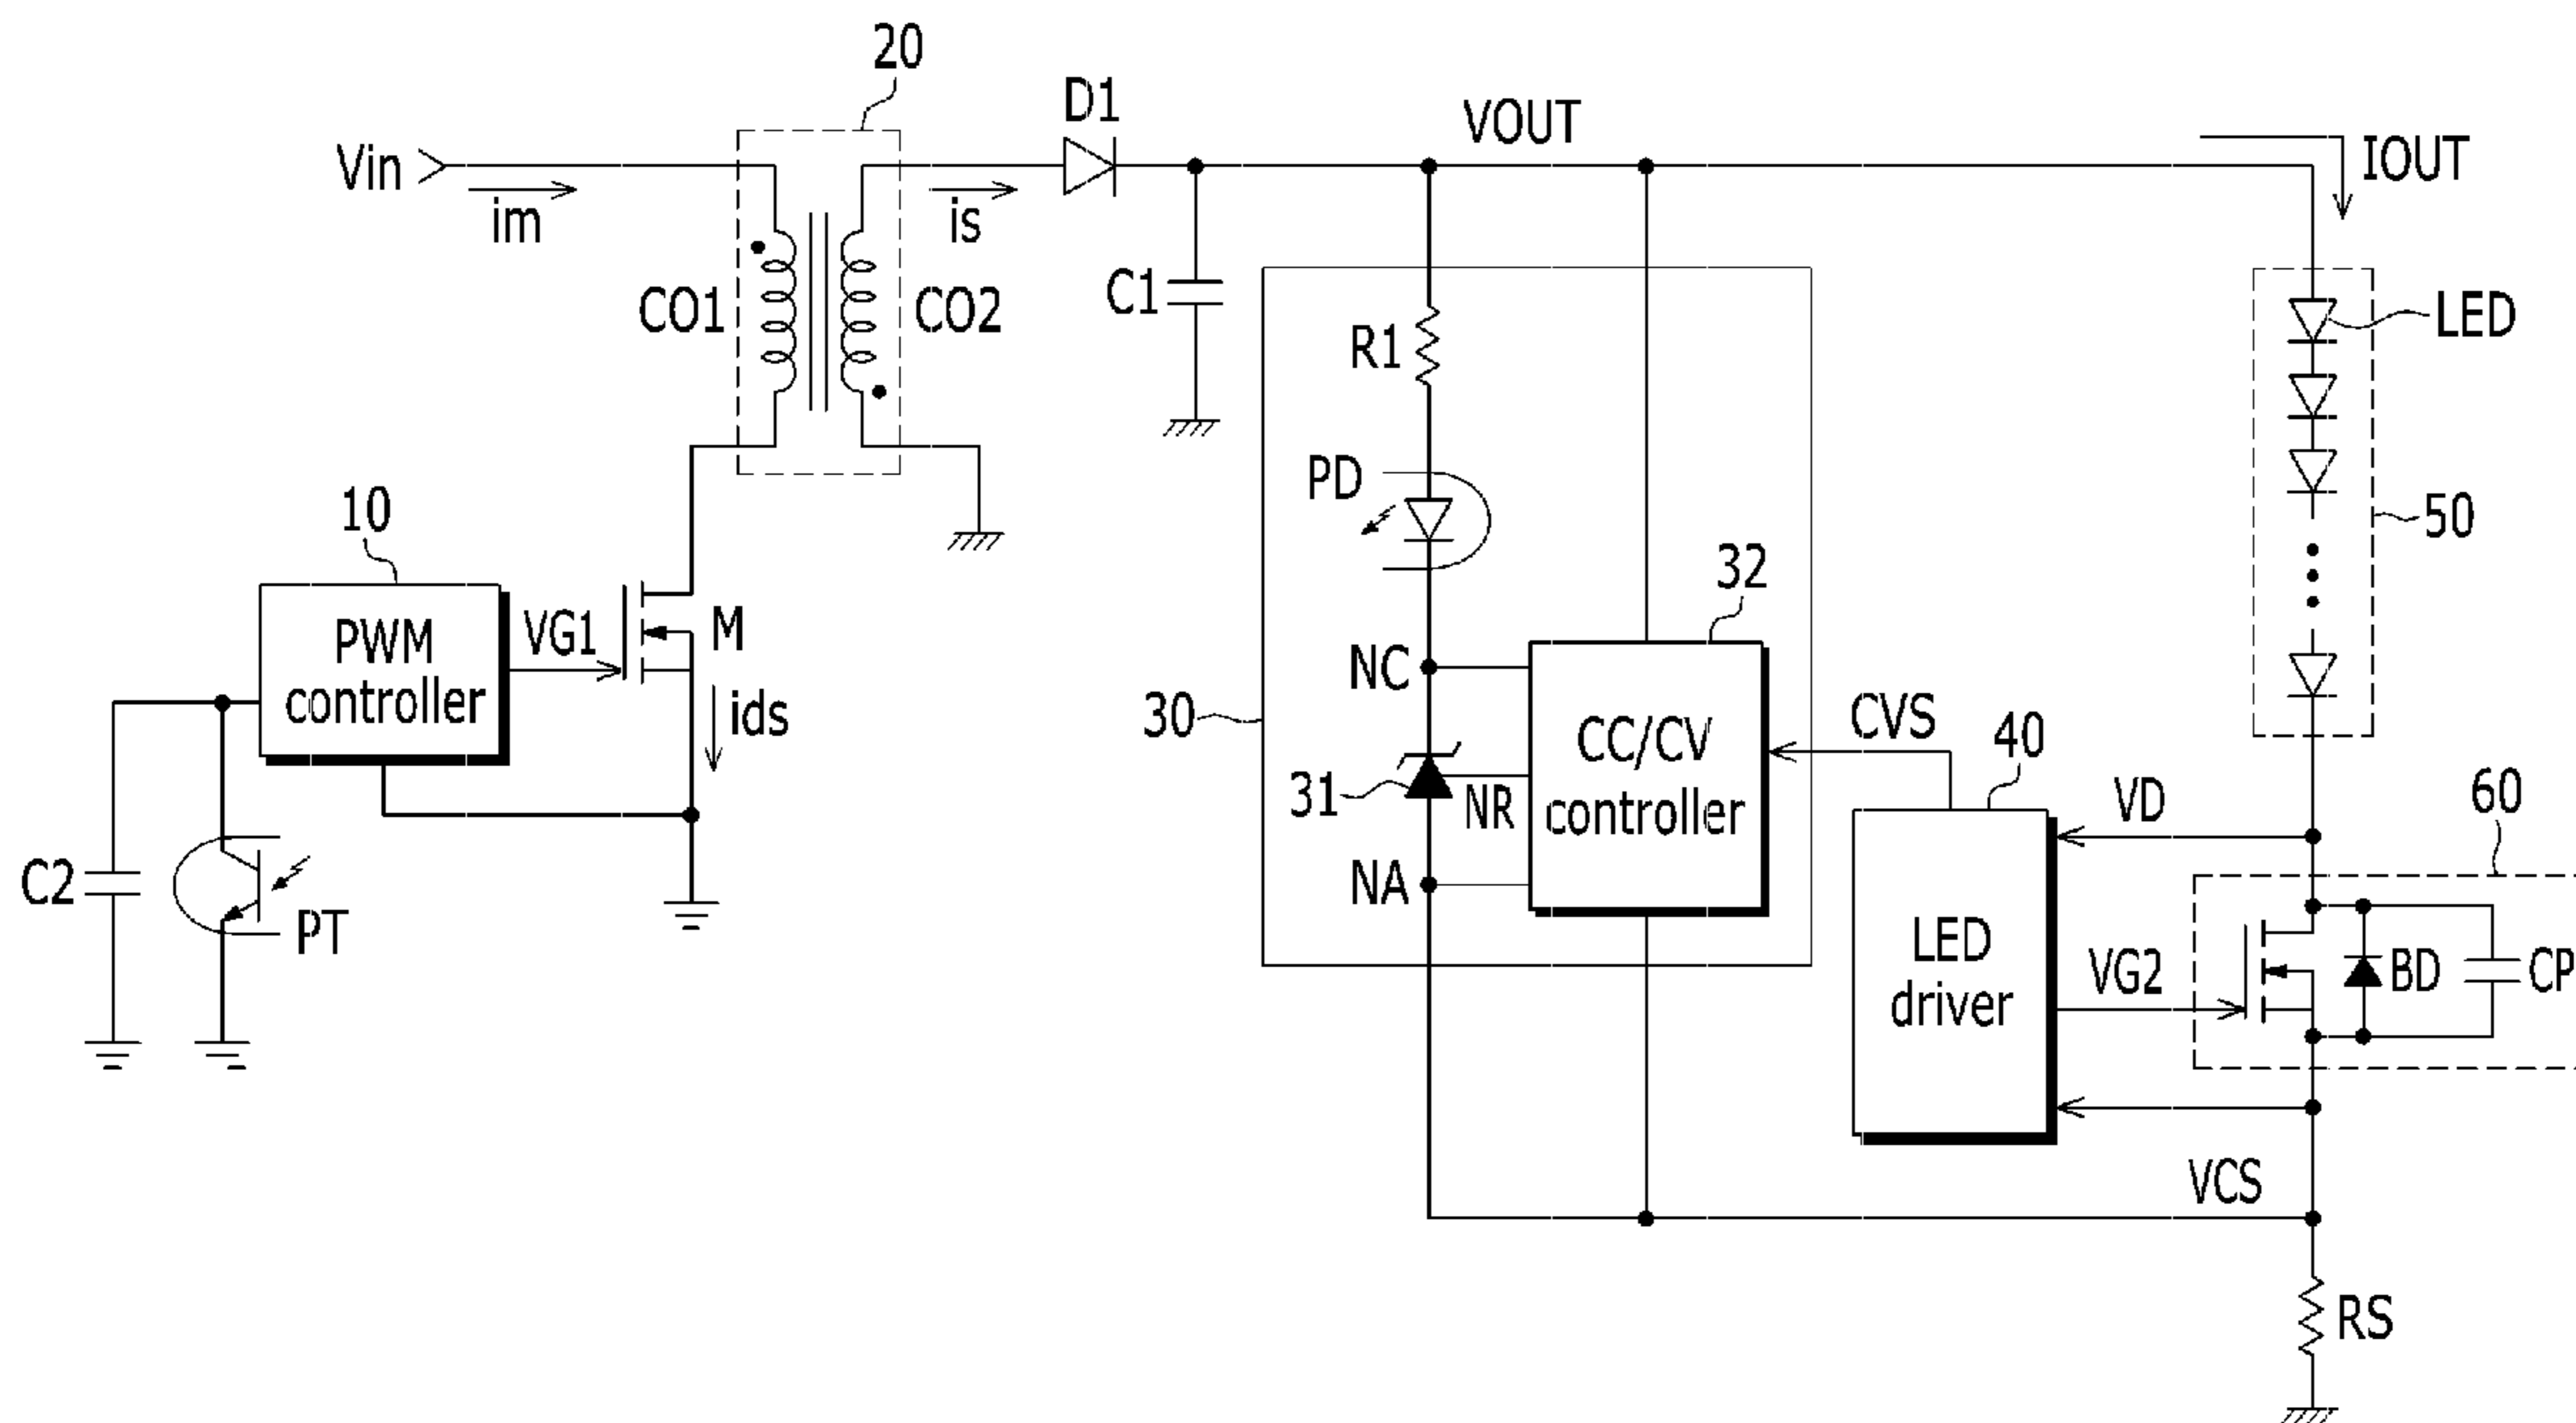 20
D1
VOUT
IOUT
Vin
im
is
CO1
CO2
C1
R1
LED
PD
50
10
32
PWM
controller
VG1
M
NC
ids
30
CC/CV
controller
CVS
40
31
NR
VD
60
C2
PT
NA
LED
driver
VG2
BD
CP
VCS
RS